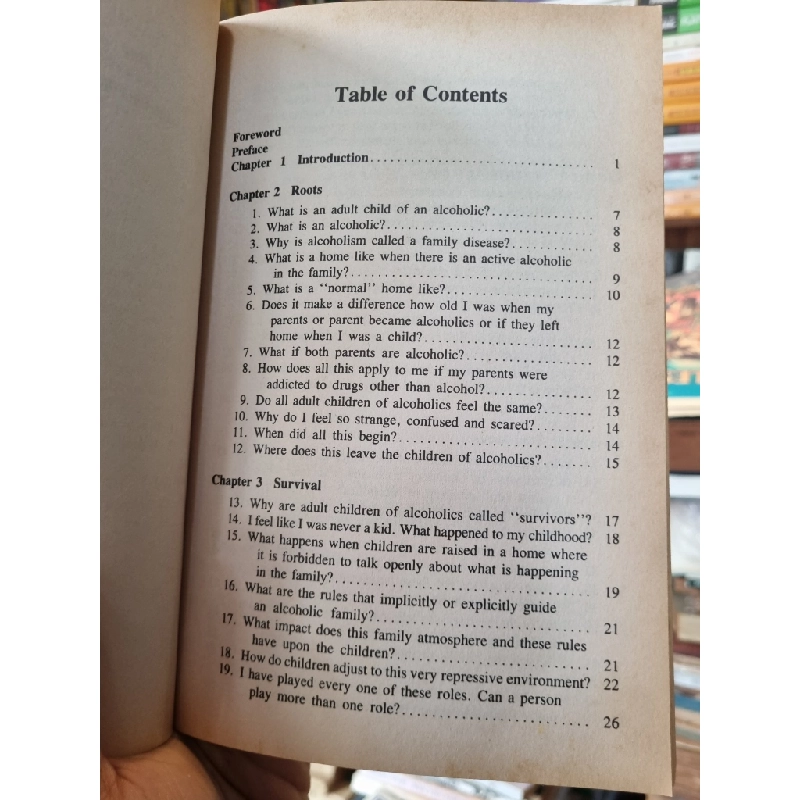 Table of Contents
Foreword
Preface
Chapter 1 Introduction................................ 1
Chapter 2 Roots
1. What is an adult child of an alcoholic?............... 7
2. What is an alcoholic?.............................. 8
3. Why is alcoholism called a family disease?............ 8
4. What is a home like when there is an active alcoholic
in the family?................................... 9
5. What is a "normal" home like?..................... 10
6. Does it make a difference how old I was when my
parents or parent became alcoholics or if they left
home when I was a child?........................ 12
7. What if both parents are alcoholic?.................. 12
8. How does all this apply to me if my parents were
addicted to drugs other than alcohol?............... 12
9. Do all adult children of alcoholics feel the same?....... 13
10. Why do I feel so strange, confused and scared?........ 14
11. When did all this begin?........................... 14
12. Where does this leave the children of alcoholics?....... 15
Chapter 3 Survival
13. Why are adult children of alcoholics called "survivors"? 17
14. I feel like I was never a kid. What happened to my childhood? 18
15. What happens when children are raised in a home where
it is forbidden to talk openly about what is happening
in the family?................................... 19
16. What are the rules that implicitly or explicitly guide
an alcoholic family?.............................. 21
17. What impact does this family atmosphere and these rules
have upon the children?........................... 21
18. How do children adjust to this very repressive environment? 22
19. I have played every one of these roles. Can a person
play more than one role?.......................... 26